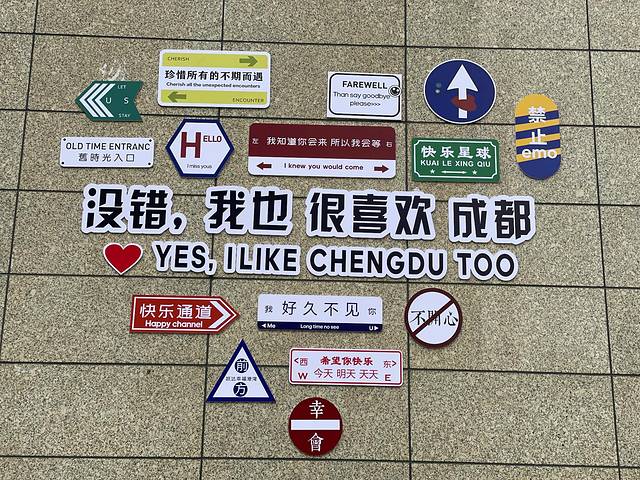 CHERISH
珍惜所有的不期而遇
Cherish all the unexpected encounters
ENCOUNTER
LET
US
STAY
FAREWELL
Than say goodbye
please>>>
禁止
emo
OLD TIME ENTRANC
舊時光入口
HELLO
I miss yous
左 我知道你会来 所以我会等 右
I knew you would come
快乐星球
KUAI LE XING QIU
没错，我也 很喜欢 成都
YES, I LIKE CHENGDU TOO
快乐通道
Happy channel
我 好久不见 你
Me Long time no see U
不開心
前
方
<西 希望你快乐 东>
W 今天 明天 天天 E
幸
會